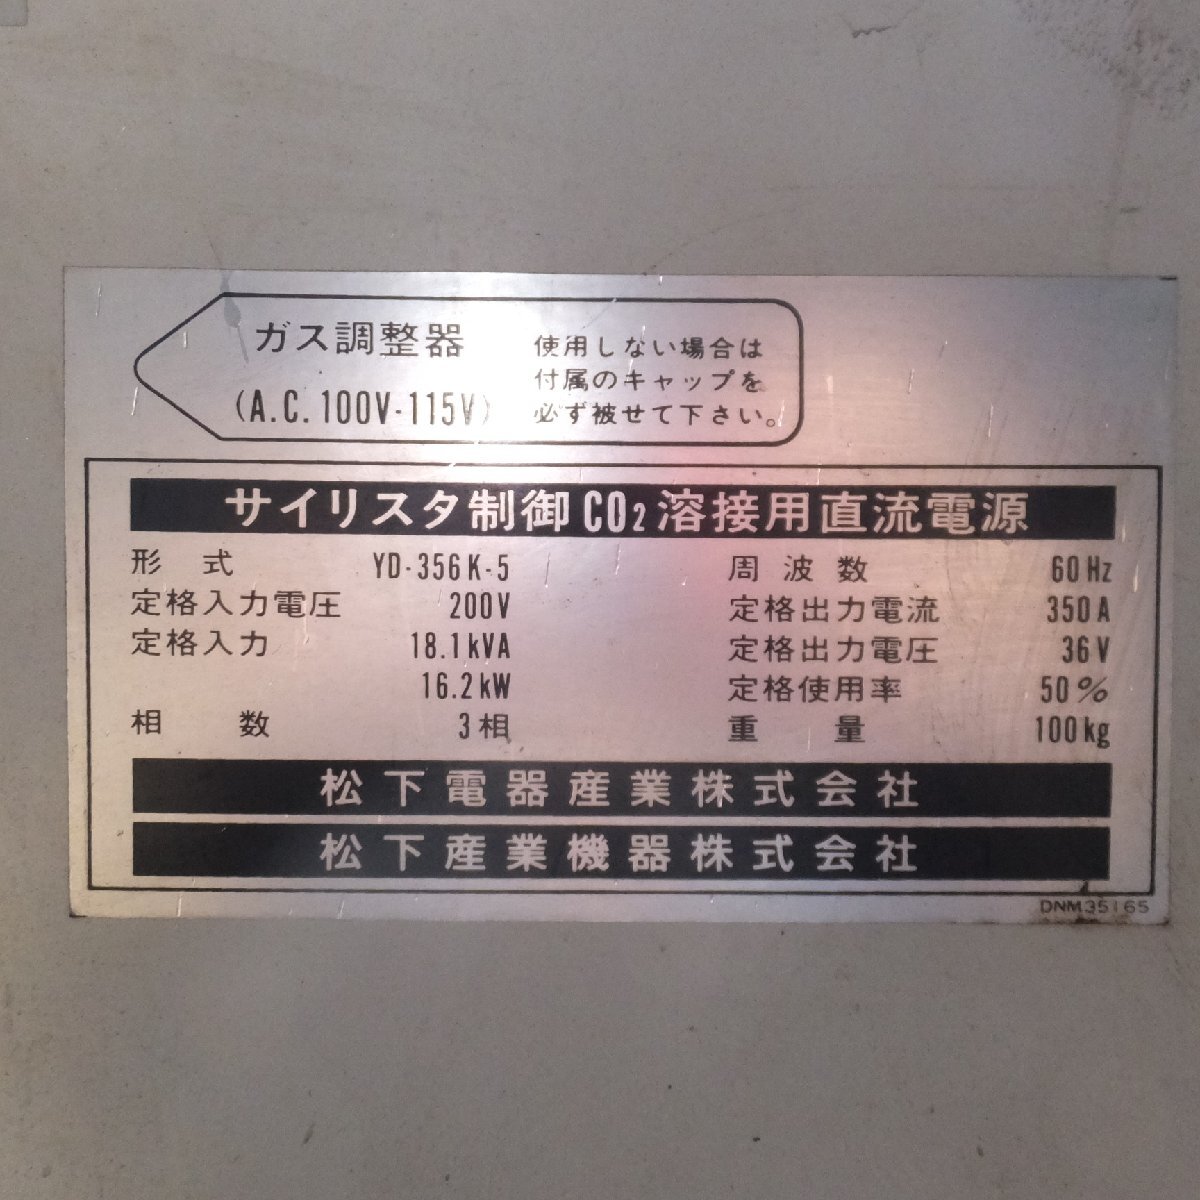 ガス調整器
(A.C.100V-115V)
使用しない場合は
付属のキャップを
必ず被せて下さい。
サイリスタ制御CO₂溶接用直流電源
形式 YD-356K-5
定格入力電圧 200V
定格入力 18.1kVA
16.2kW
相数 3相
周波数 60Hz
定格出力電流 350A
定格出力電圧 36V
定格使用率 50%
重量 100kg
松下電器産業株式会社
松下産業機器株式会社
DNM35165